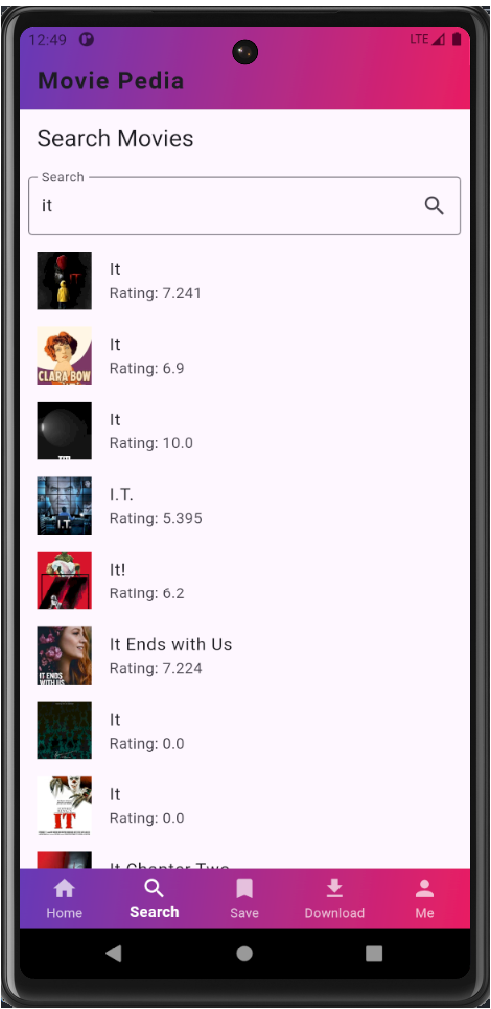 12:49
LTE
Movie Pedia
Search Movies
Search
it
IT
It
Rating: 7.241
CLARA BOW
It
Rating: 6.9
It
Rating: 10.0
I.T.
I.T.
Rating: 5.395
It!
Rating: 6.2
IT ENDS
WITH US
It Ends with Us
Rating: 7.224
It
Rating: 0.0
IT
It
Rating: 0.0
It Chapter Two
Home
Search
Save
Download
Me